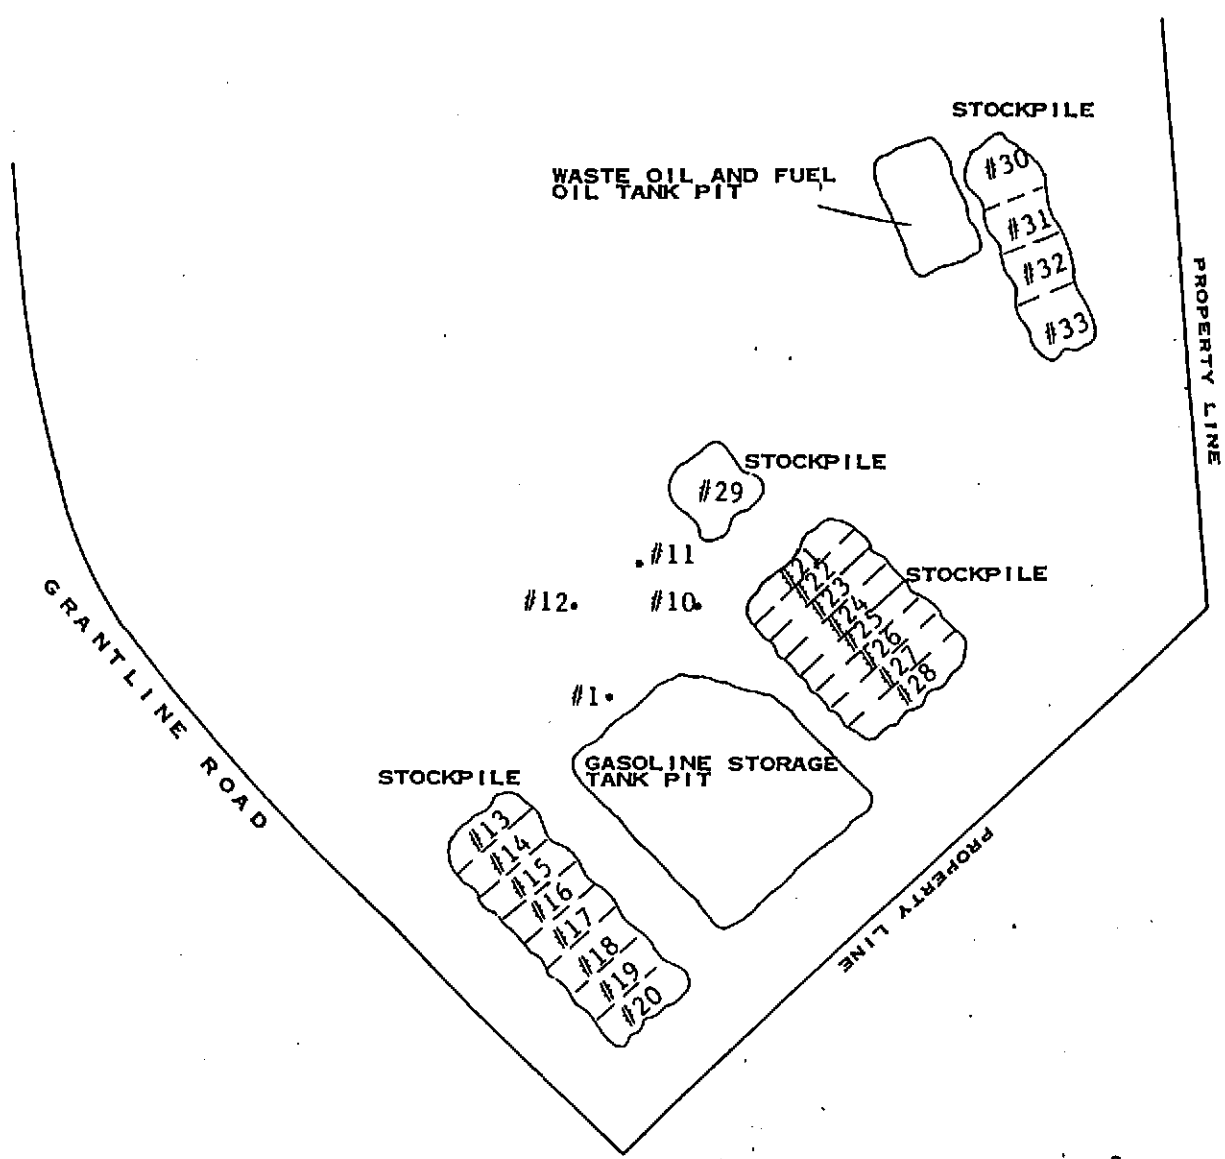 STOCKPILE
#30
WASTE OIL AND FUEL
OIL TANK PIT
#31
#32
#33
PROPERTY LINE
STOCKPILE
#29
#11
#12
#10
STOCKPILE
#21
#22
#23
#24
#25
#26
#27
#28
GRANTLINE ROAD
#1
GASOLINE STORAGE
TANK PIT
STOCKPILE
#13
#14
#15
#16
#17
#18
#19
#20
PROPERTY LINE